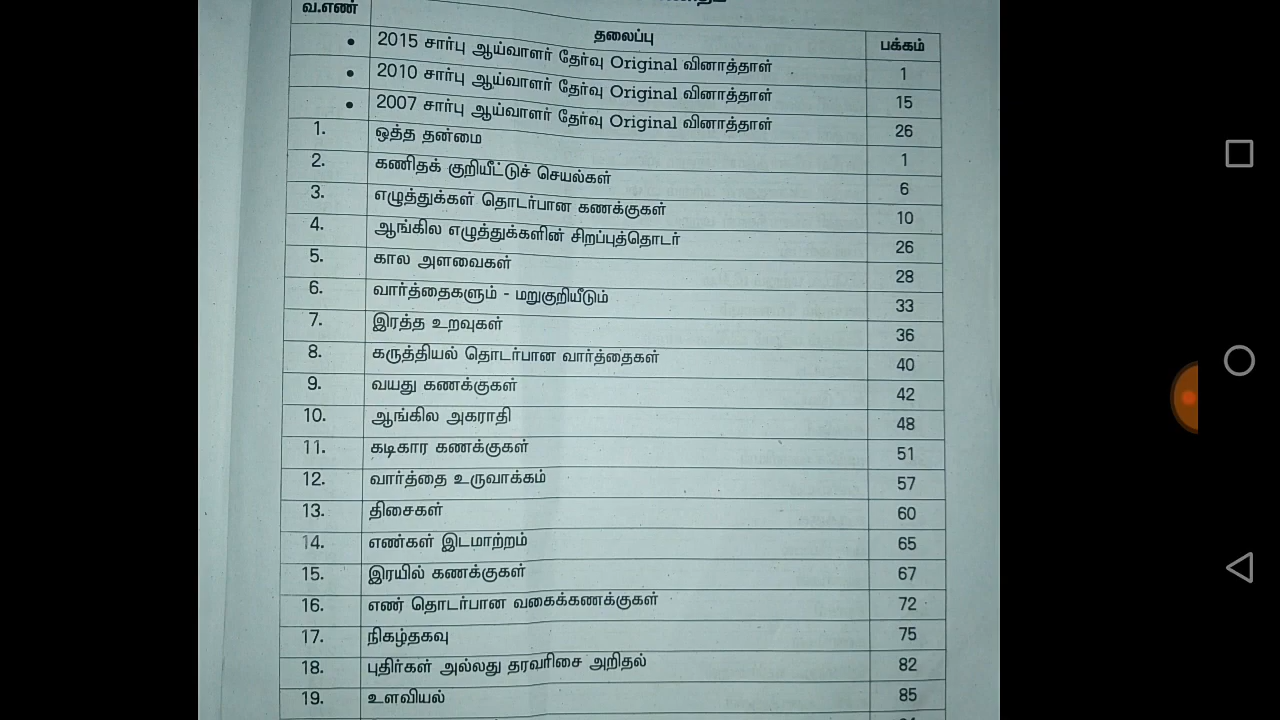 வ.எண் தலைப்பு பக்கம்
• 2015 சார்பு ஆய்வாளர் தேர்வு Original வினாத்தாள் 1
• 2010 சார்பு ஆய்வாளர் தேர்வு Original வினாத்தாள் 15
• 2007 சார்பு ஆய்வாளர் தேர்வு Original வினாத்தாள் 26
1. ஒத்த தன்மை 1
2. கணிதக் குறியீட்டுச் செயல்கள் 6
3. எழுத்துக்கள் தொடர்பான கணக்குகள் 10
4. ஆங்கில எழுத்துக்களின் சிறப்புத்தொடர் 26
5. கால அளவைகள் 28
6. வார்த்தைகளும் - மறுகுறியீடும் 33
7. இரத்த உறவுகள் 36
8. கருத்தியல் தொடர்பான வார்த்தைகள் 40
9. வயது கணக்குகள் 42
10. ஆங்கில அகராதி 48
11. கடிகார கணக்குகள் 51
12. வார்த்தை உருவாக்கம் 57
13. திசைகள் 60
14. எண்கள் இடமாற்றம் 65
15. இரயில் கணக்குகள் 67
16. எண் தொடர்பான வகைக்கணக்குகள் 72
17. நிகழ்தகவு 75
18. புதிர்கள் அல்லது தரவரிசை அறிதல் 82
19. உளவியல் 85